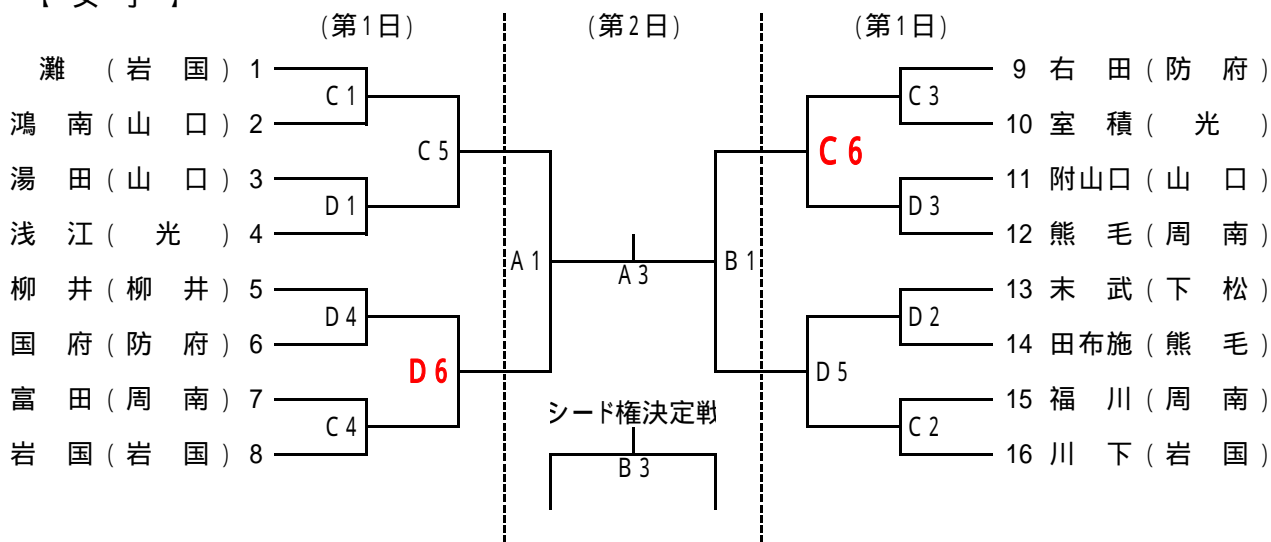 (第1日) (第2日) (第1日)
灘 (岩 国) 1 9 右 田(防 府)
C1 C3
鴻 南(山 口) 2 10 室 積( 光 )
C5 C6
湯 田(山 口) 3 11 附山口(山 口)
D1 D3
浅 江( 光 ) 4 12 熊 毛(周 南)
A1 A3 B1
柳 井(柳 井) 5 13 末 武(下 松)
D4 D2
国 府(防 府) 6 14 田布施(熊 毛)
D6 D5
富 田(周 南) 7 シード権決定戦 15 福 川(周 南)
C4 C2
岩 国(岩 国) 8 B3 16 川 下(岩 国)